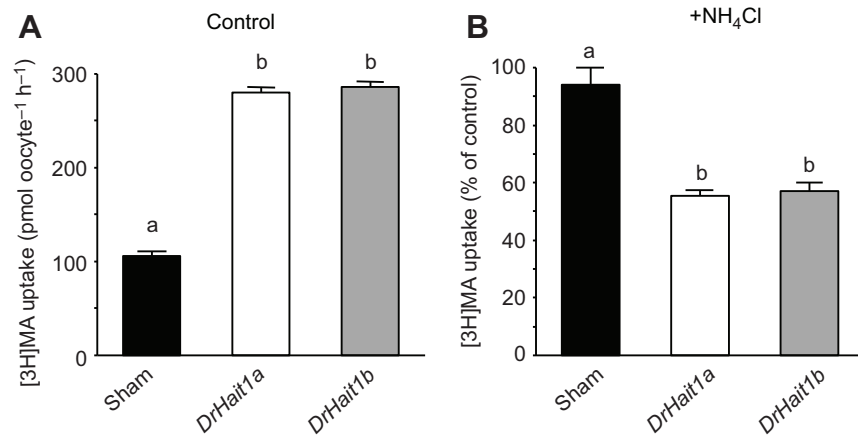 A
Control
[3H]MA uptake (pmol oocyte⁻¹ h⁻¹)
300
200
100
0
a
b
b
Sham
DrHait1a
DrHait1b
B
+NH₄Cl
[3H]MA uptake (% of control)
100
80
60
40
20
0
a
b
b
Sham
DrHait1a
DrHait1b